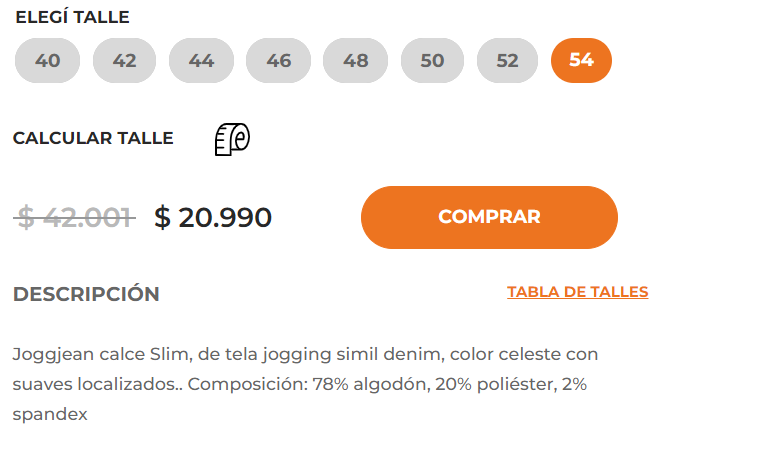 ELEGÍ TALLE
40 42 44 46 48 50 52 54
CALCULAR TALLE
$ 42.001 $ 20.990 COMPRAR
DESCRIPCIÓN TABLA DE TALLES
Joggjean calce Slim, de tela jogging simil denim, color celeste con
suaves localizados.. Composición: 78% algodón, 20% poliéster, 2%
spandex